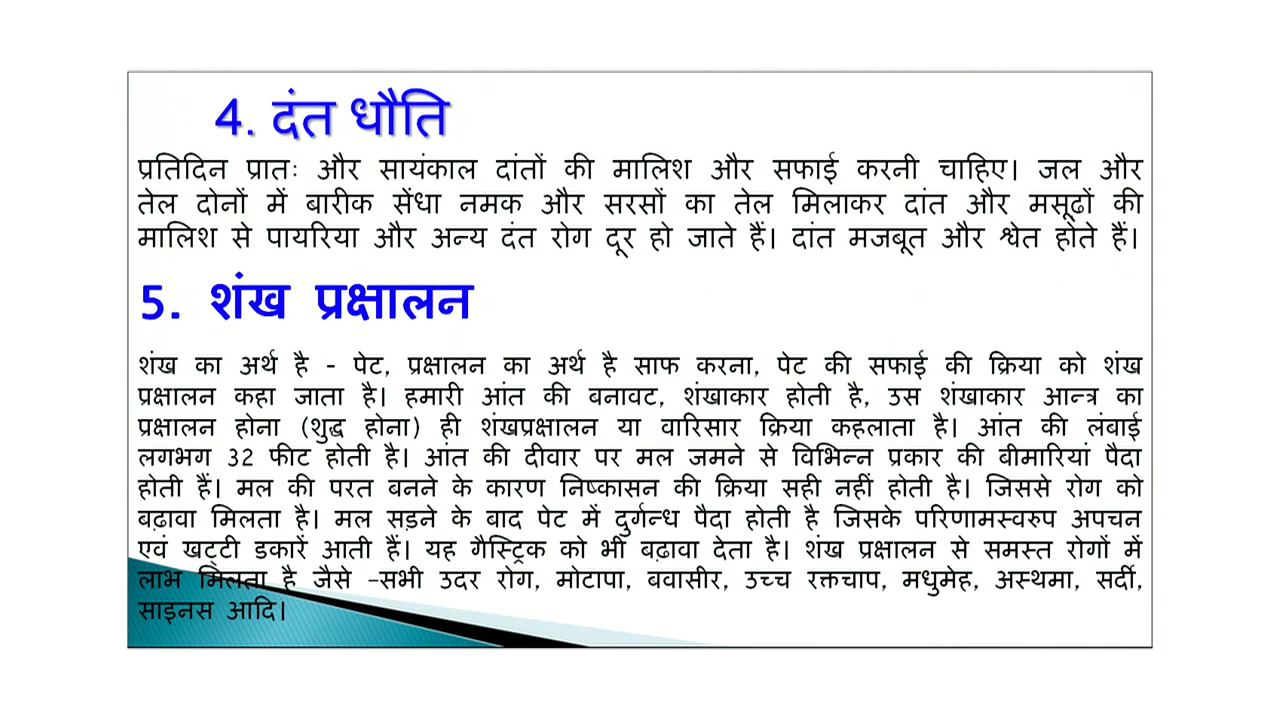 4. दंत धौति
प्रतिदिन प्रातः और सायंकाल दांतों की मालिश और सफाई करनी चाहिए। जल और
तेल दोनों में बारीक सेंधा नमक और सरसों का तेल मिलाकर दांत और मसूढों की
मालिश से पायरिया और अन्य दंत रोग दूर हो जाते हैं। दांत मजबूत और श्वेत होते हैं।
5. शंख प्रक्षालन
शंख का अर्थ है - पेट, प्रक्षालन का अर्थ है साफ करना, पेट की सफाई की क्रिया को शंख
प्रक्षालन कहा जाता है। हमारी आंत की बनावट, शंखाकार होती है, उस शंखाकार आन्त्र का
प्रक्षालन होना (शुद्ध होना) ही शंखप्रक्षालन या वारिसार क्रिया कहलाता है। आंत की लंबाई
लगभग 32 फीट होती है। आंत की दीवार पर मल जमने से विभिन्न प्रकार की बीमारियां पैदा
होती हैं। मल की परत बनने के कारण निष्कासन की क्रिया सही नहीं होती है। जिससे रोग को
बढ़ावा मिलता है। मल सड़ने के बाद पेट में दुर्गन्ध पैदा होती है जिसके परिणामस्वरुप अपचन
एवं खट्टी डकारें आती हैं। यह गैस्ट्रिक को भी बढ़ावा देता है। शंख प्रक्षालन से समस्त रोगों में
लाभ मिलता है जैसे –सभी उदर रोग, मोटापा, बवासीर, उच्च रक्तचाप, मधुमेह, अस्थमा, सर्दी,
साइनस आदि।